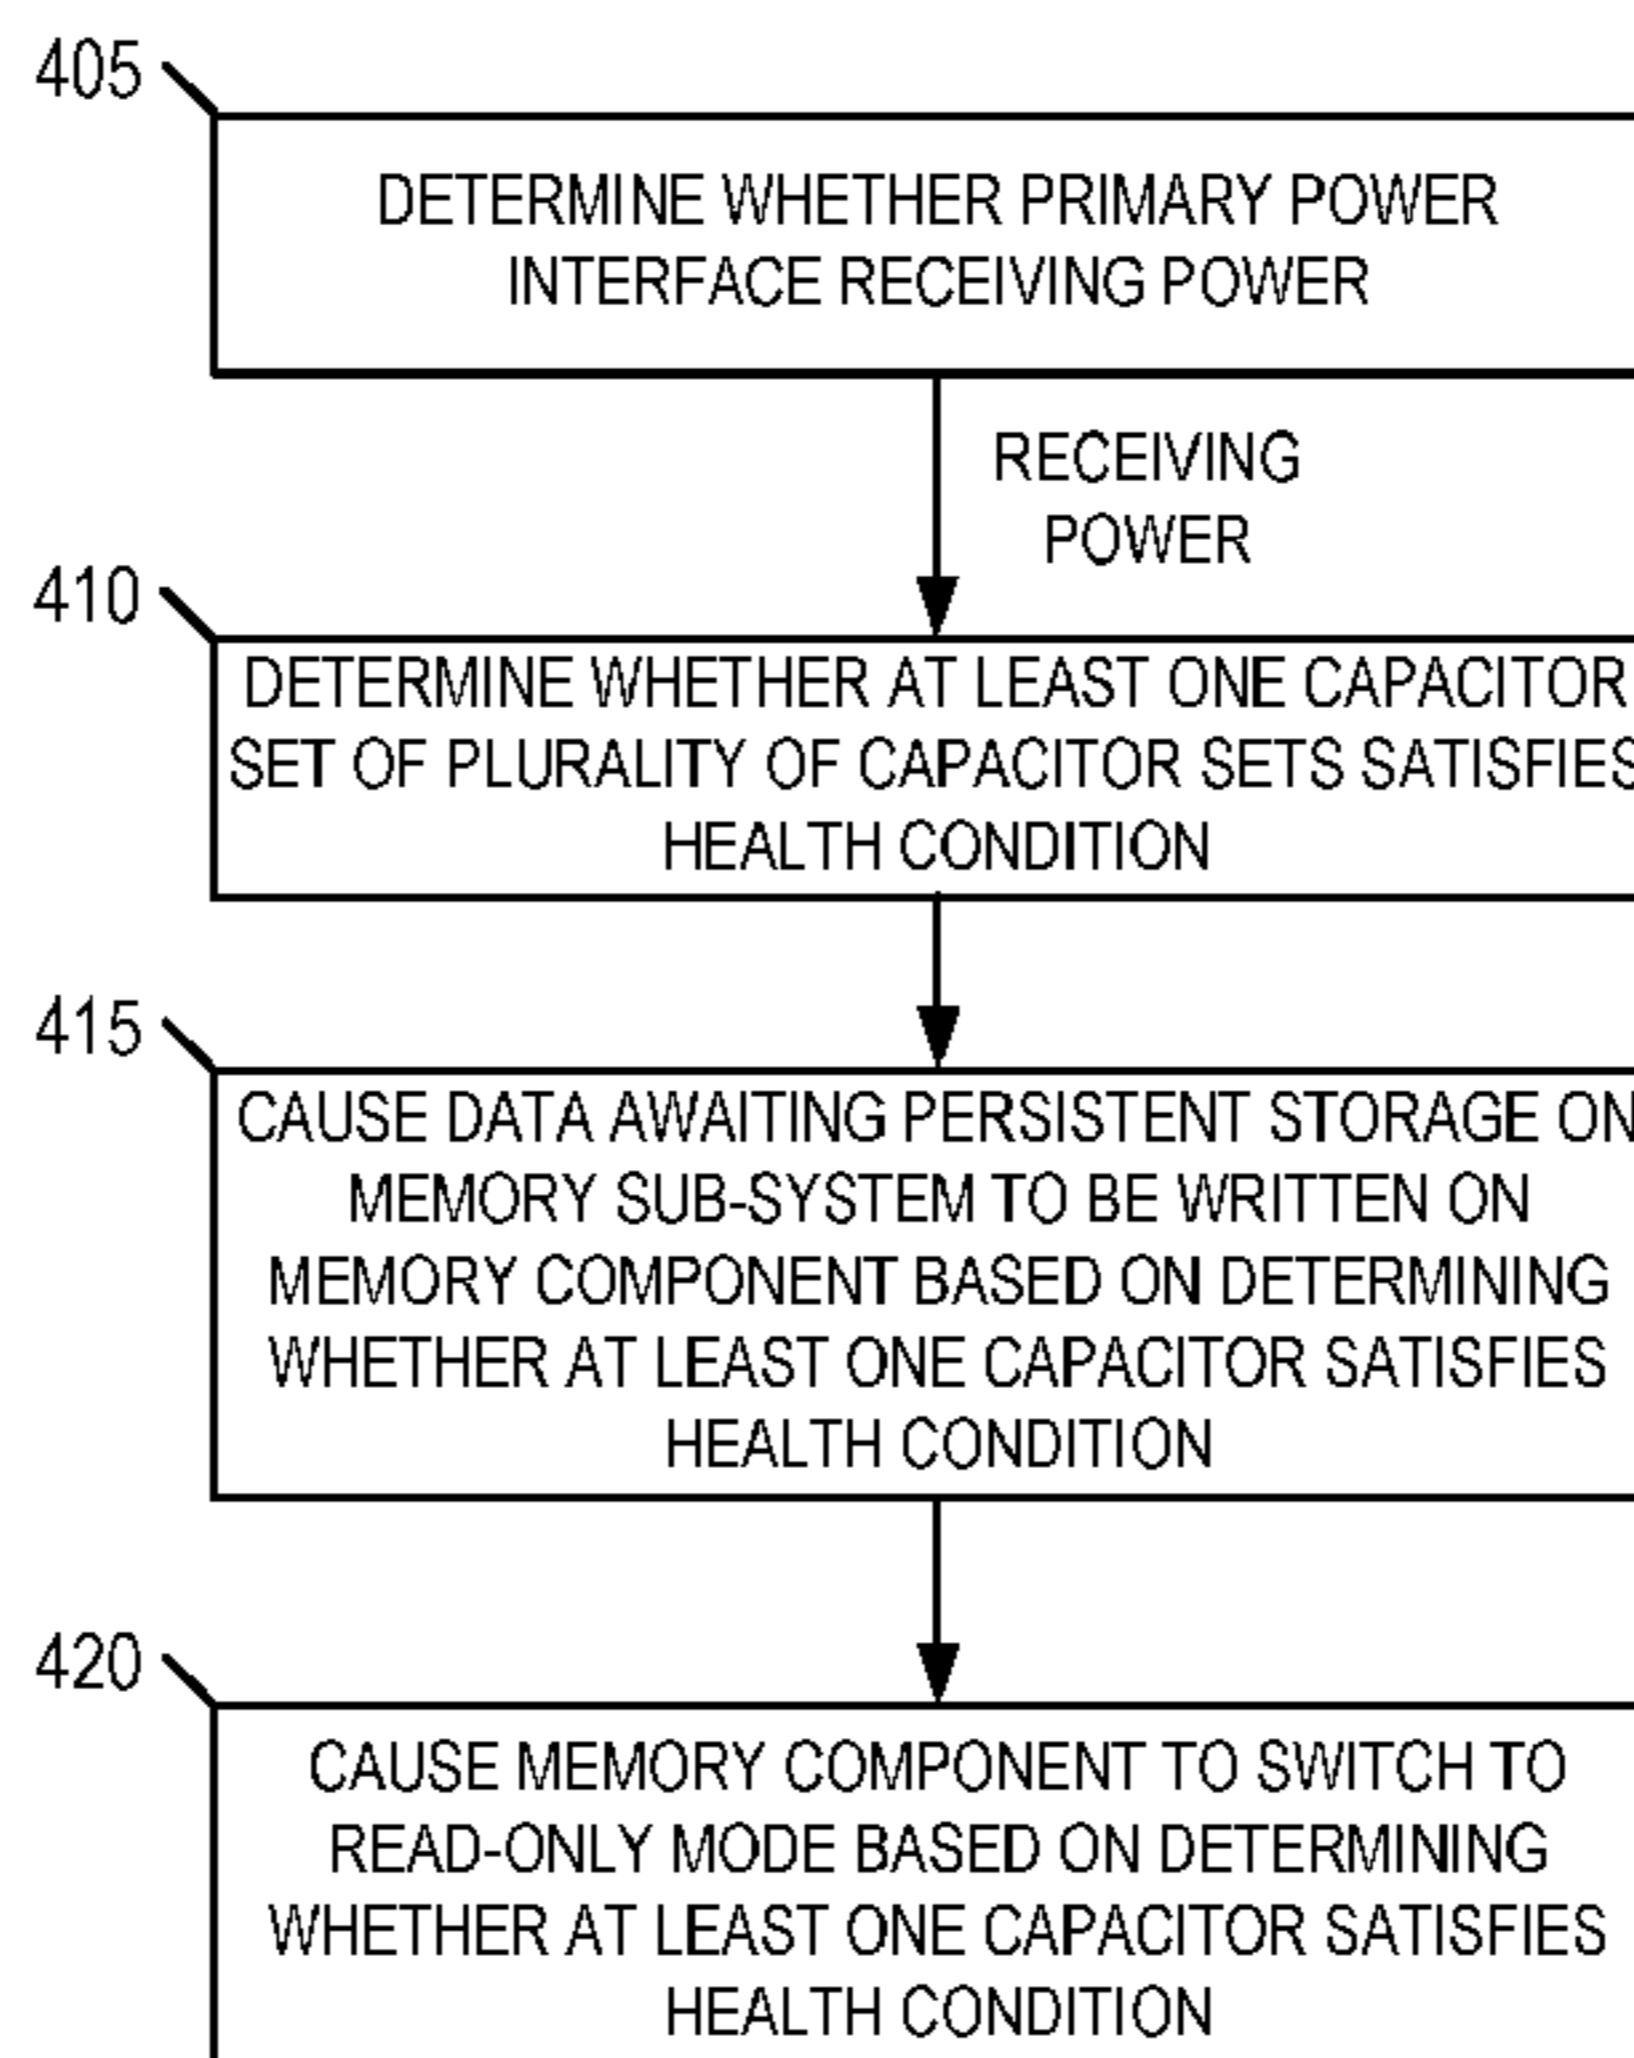 405
DETERMINE WHETHER PRIMARY POWER
INTERFACE RECEIVING POWER
RECEIVING
POWER
410
DETERMINE WHETHER AT LEAST ONE CAPACITOR
SET OF PLURALITY OF CAPACITOR SETS SATISFIES
HEALTH CONDITION
415
CAUSE DATA AWAITING PERSISTENT STORAGE ON
MEMORY SUB-SYSTEM TO BE WRITTEN ON
MEMORY COMPONENT BASED ON DETERMINING
WHETHER AT LEAST ONE CAPACITOR SATISFIES
HEALTH CONDITION
420
CAUSE MEMORY COMPONENT TO SWITCH TO
READ-ONLY MODE BASED ON DETERMINING
WHETHER AT LEAST ONE CAPACITOR SATISFIES
HEALTH CONDITION